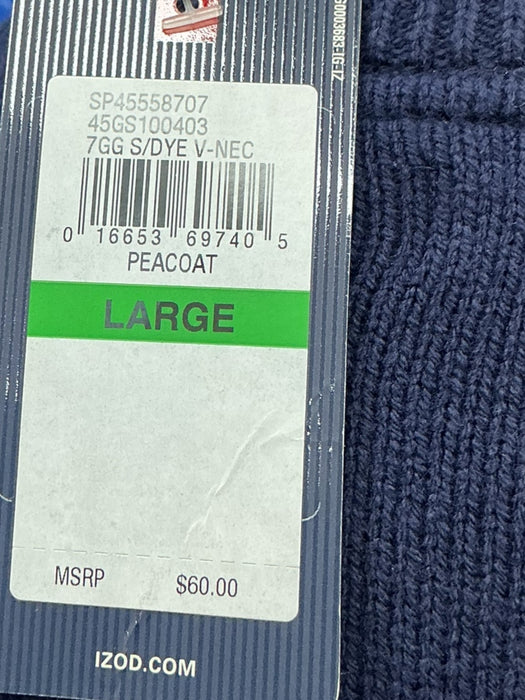 SP45558707
45GS100403
7GG S/DYE V-NEC
0 16653 69740 5
PEACOAT
LARGE
MSRP $60.00
IZOD.COM